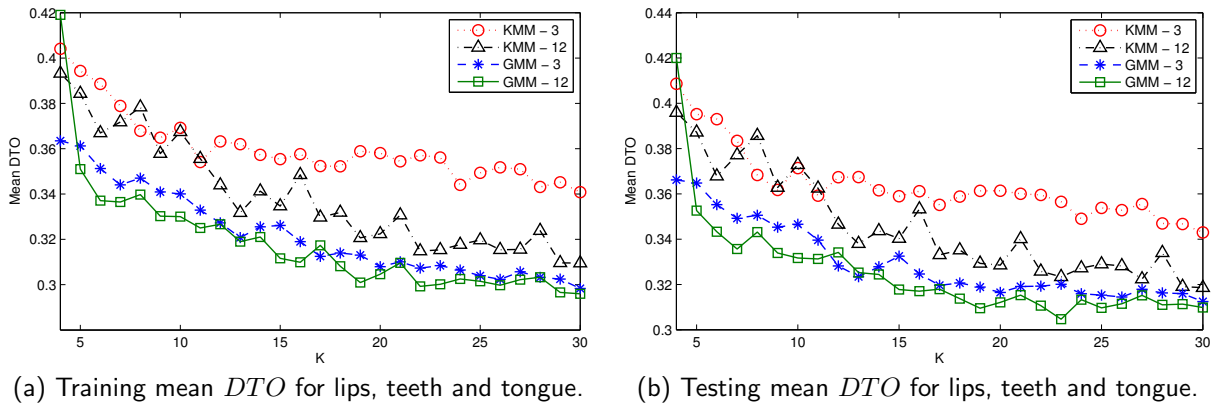 0.42
0.4
0.38
0.36
0.34
0.32
0.3
Mean DTO
5 10 15 20 25 30
K
KMM − 3
KMM − 12
GMM − 3
GMM − 12
(a) Training mean DTO for lips, teeth and tongue.
0.44
0.42
0.4
0.38
0.36
0.34
0.32
0.3
Mean DTO
5 10 15 20 25 30
K
KMM − 3
KMM − 12
GMM − 3
GMM − 12
(b) Testing mean DTO for lips, teeth and tongue.